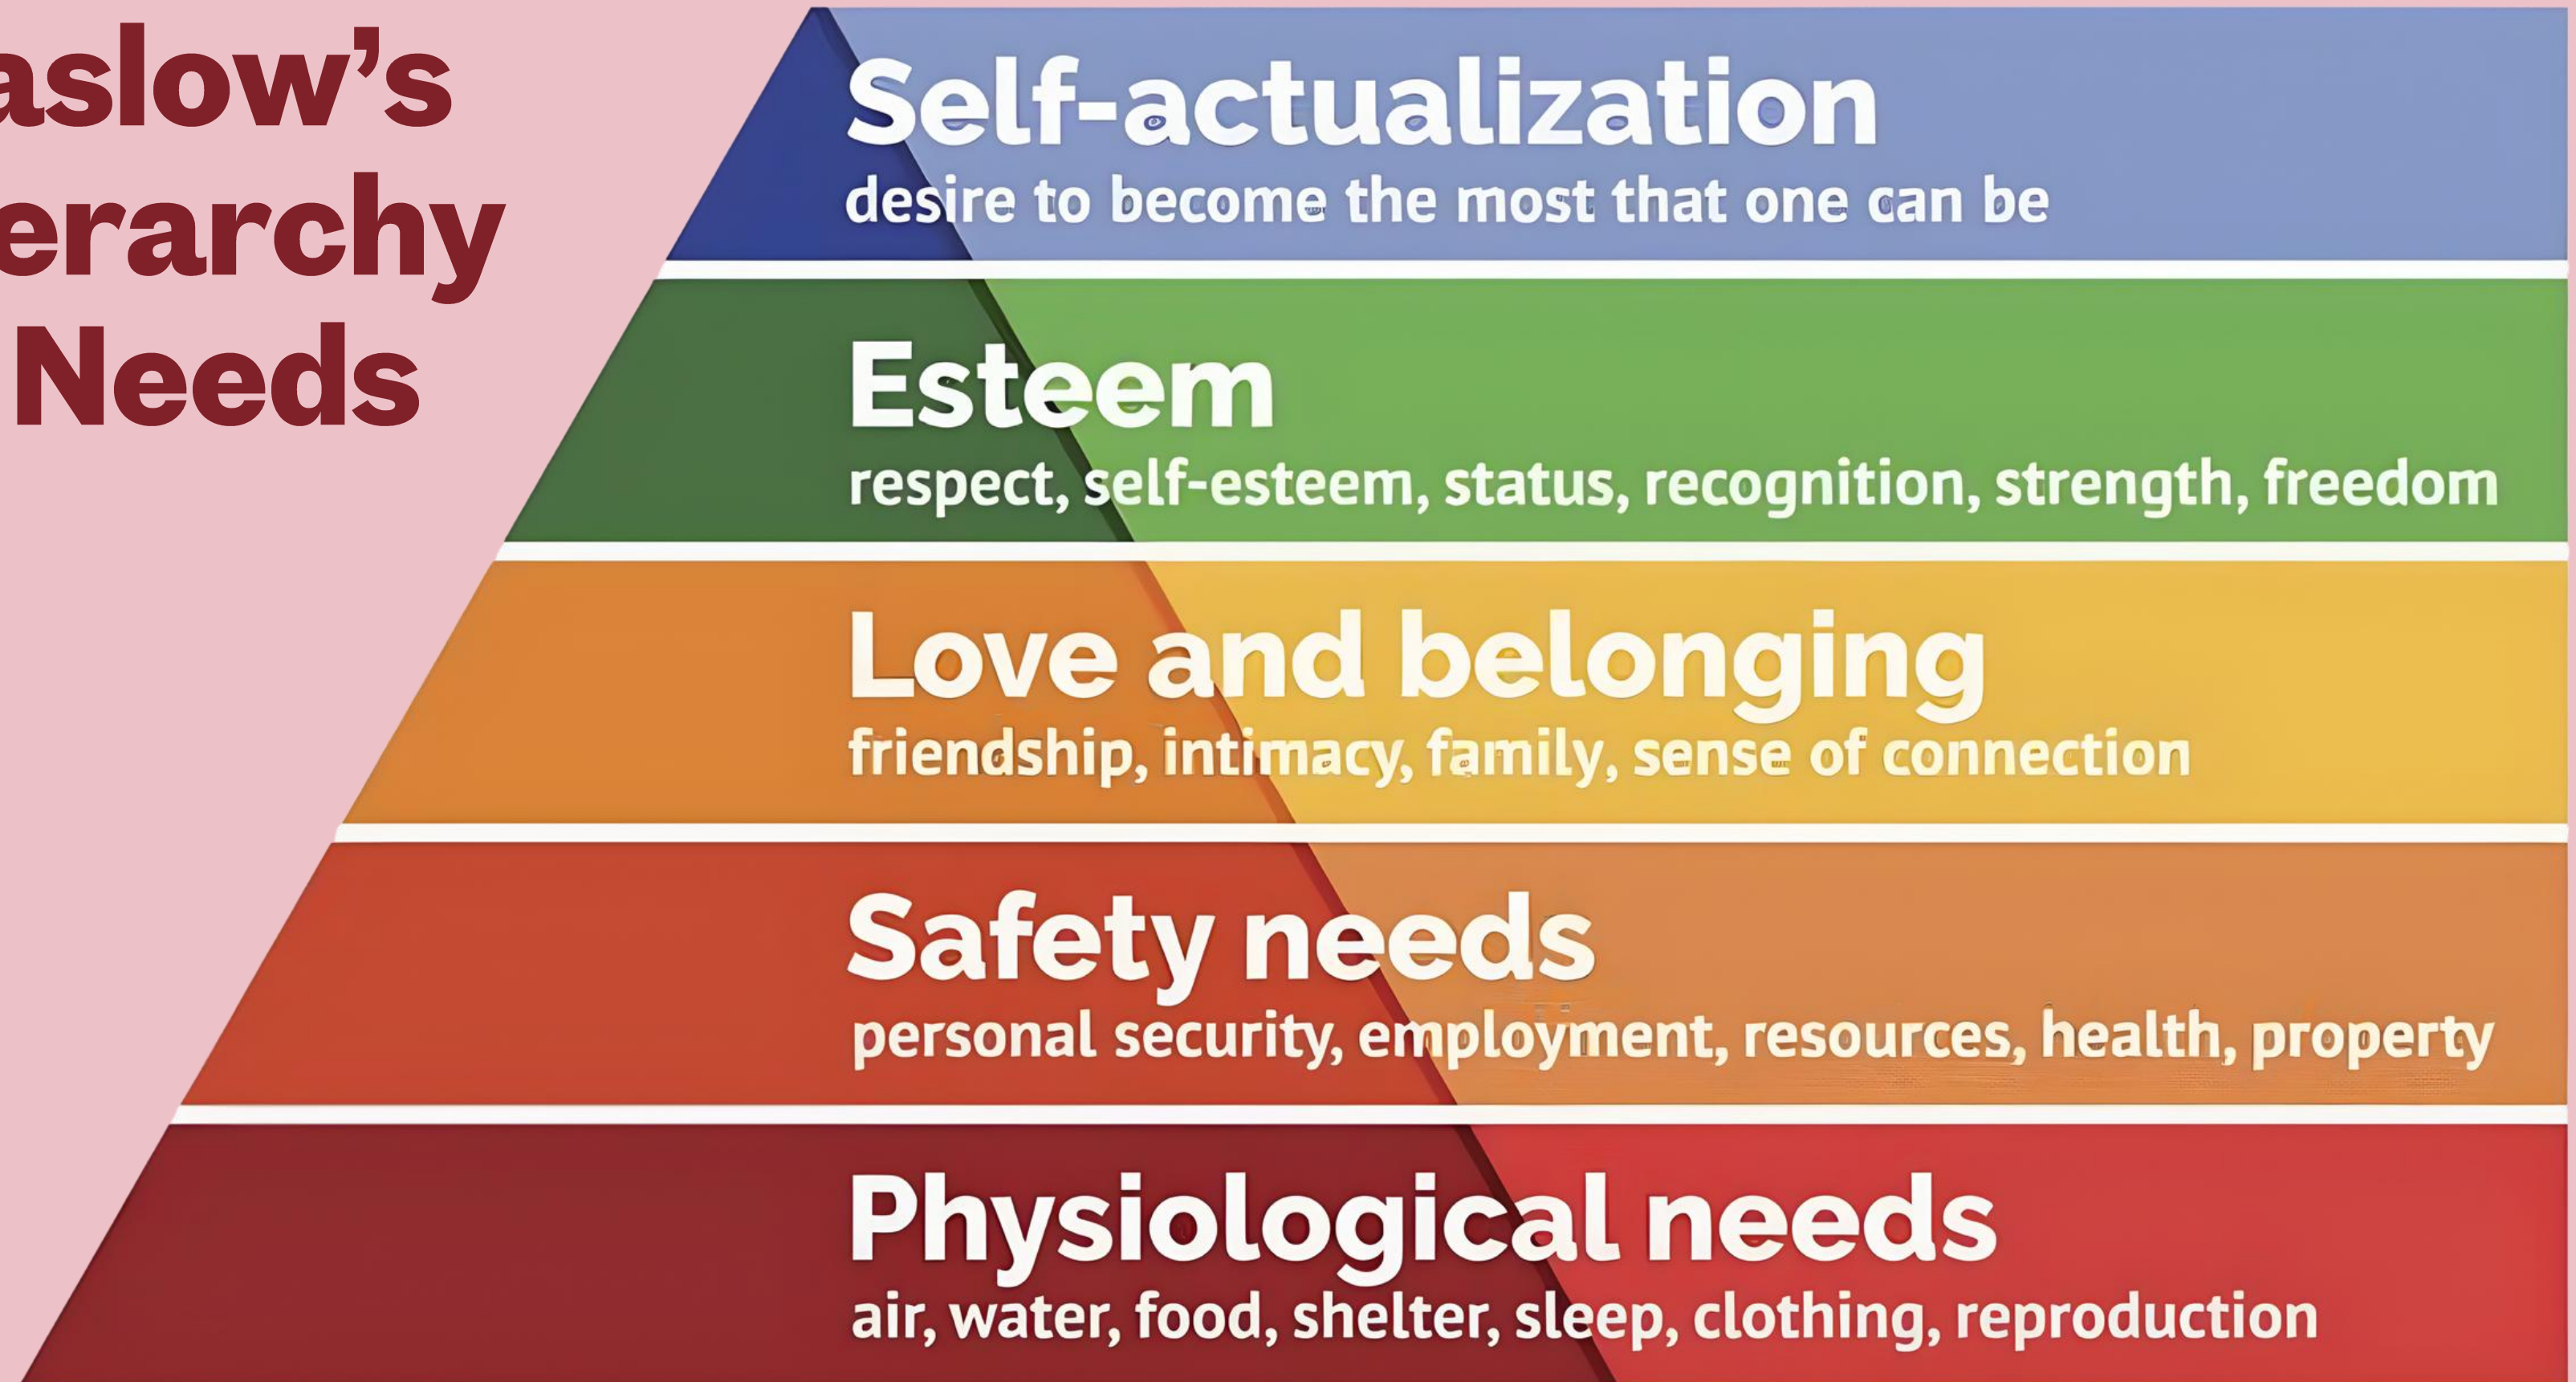 aslow’s
erarchy
Needs
Self-actualization
desire to become the most that one can be
Esteem
respect, self-esteem, status, recognition, strength, freedom
Love and belonging
friendship, intimacy, family, sense of connection
Safety needs
personal security, employment, resources, health, property
Physiological needs
air, water, food, shelter, sleep, clothing, reproduction